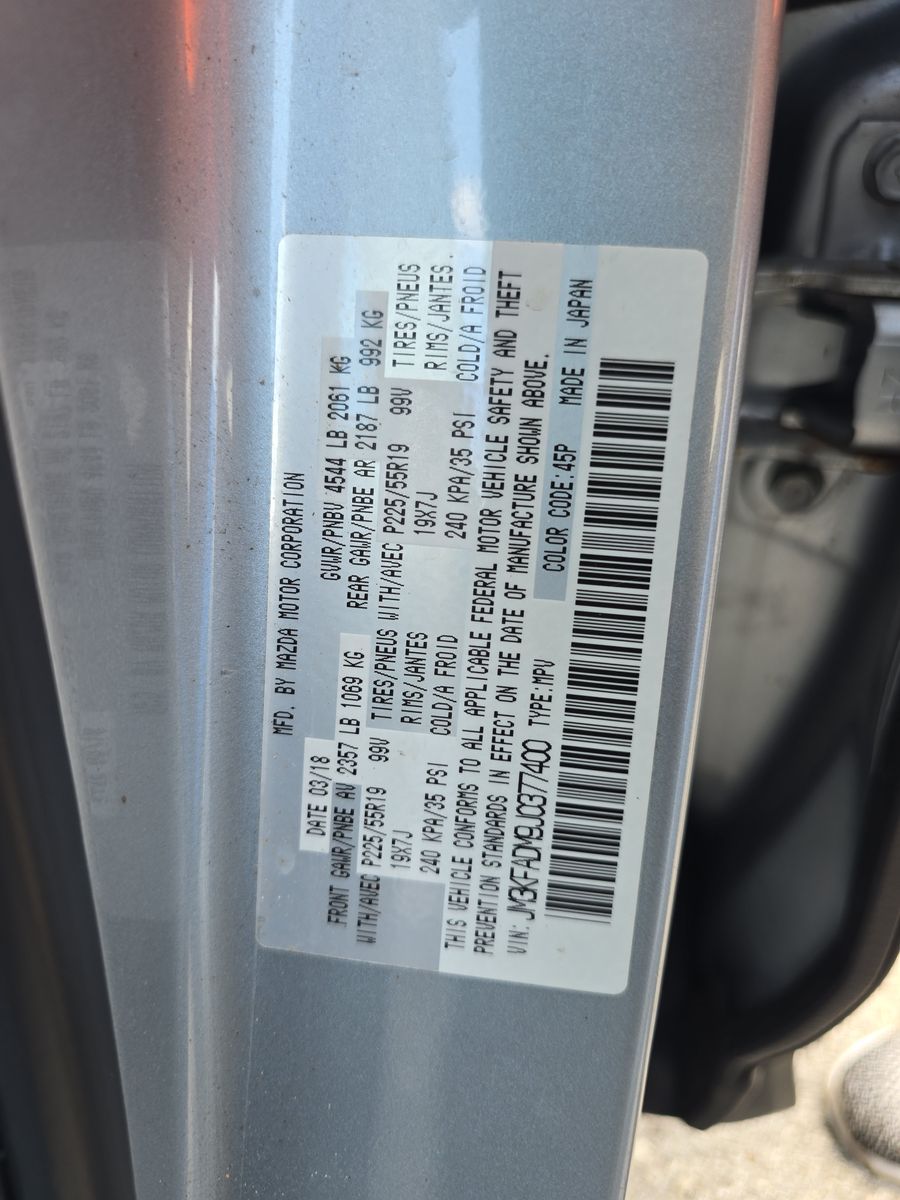 MFD. BY MAZDA MOTOR CORPORATION
DATE 03/18 GVWR/PNBV 4544 LB 2061 KG
FRONT GAWR/PNBE AV 2357 LB 1069 KG REAR GAWR/PNBE AR 2187 LB 992 KG
WITH/AVEC P225/55R19 99V TIRES/PNEUS WITH/AVEC P225/55R19 99V TIRES/PNEUS
19X7J RIMS/JANTES 19X7J RIMS/JANTES.
240 KPA/35 PSI COLD/A FROID 240 KPA/35 PSI COLD/A FROID
THIS VEHICLE CONFORMS TO ALL APPLICABLE FEDERAL MOTOR VEHICLE SAFETY AND THEFT
PREVENTION STANDARDS IN EFFECT ON THE DATE OF MANUFACTURE SHOWN ABOVE.
VIN: JM3KFADM9J0377400 TYPE:MPV COLOR CODE:45P MADE IN JAPAN